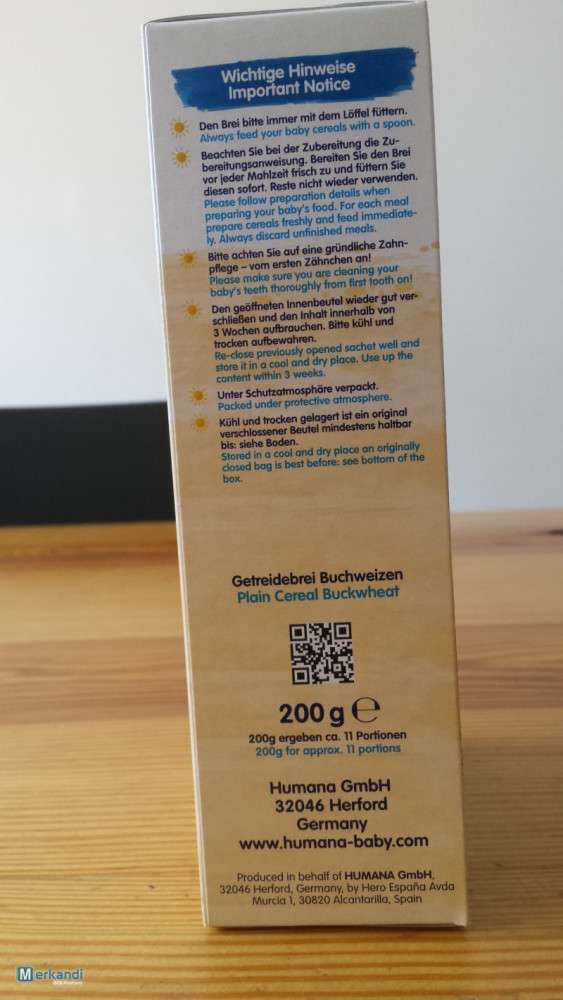 Wichtige Hinweise
Important Notice
Den Brei bitte immer mit dem Löffel füttern.
Always feed your baby cereals with a spoon.
Beachten Sie bei der Zubereitung die Zu-
bereitungsanweisung. Bereiten Sie den Brei
vor jeder Mahlzeit frisch zu und füttern Sie
diesen sofort. Reste nicht wieder verwenden.
Please follow preparation details when
preparing your baby's food. For each meal
prepare cereals freshly and feed immediate-
ly. Always discard unfinished meals.
Bitte achten Sie auf eine gründliche Zahn-
pflege – vom ersten Zähnchen an!
Please make sure you are cleaning your
baby's teeth thoroughly from first tooth on!
Den geöffneten Innenbeutel wieder gut ver-
schließen und den Inhalt innerhalb von
3 Wochen aufbrauchen. Bitte kühl und
trocken aufbewahren.
Re-close previously opened sachet well and
store it in a cool and dry place. Use up the
content within 3 weeks.
Unter Schutzatmosphäre verpackt.
Packed under protective atmosphere.
Kühl und trocken gelagert ist ein original
verschlossener Beutel mindestens haltbar
bis: siehe Boden.
Stored in a cool and dry place an originally
closed bag is best before: see bottom of the
box.
Getreidebrei Buchweizen
Plain Cereal Buckwheat
200 g ℮
200g ergeben ca. 11 Portionen
200g for approx. 11 portions
Humana GmbH
32046 Herford
Germany
www.humana-baby.com
Produced in behalf of HUMANA GmbH,
32046 Herford, Germany, by Hero España Avda
Murcia 1, 30820 Alcantarilla, Spain
Merkandi